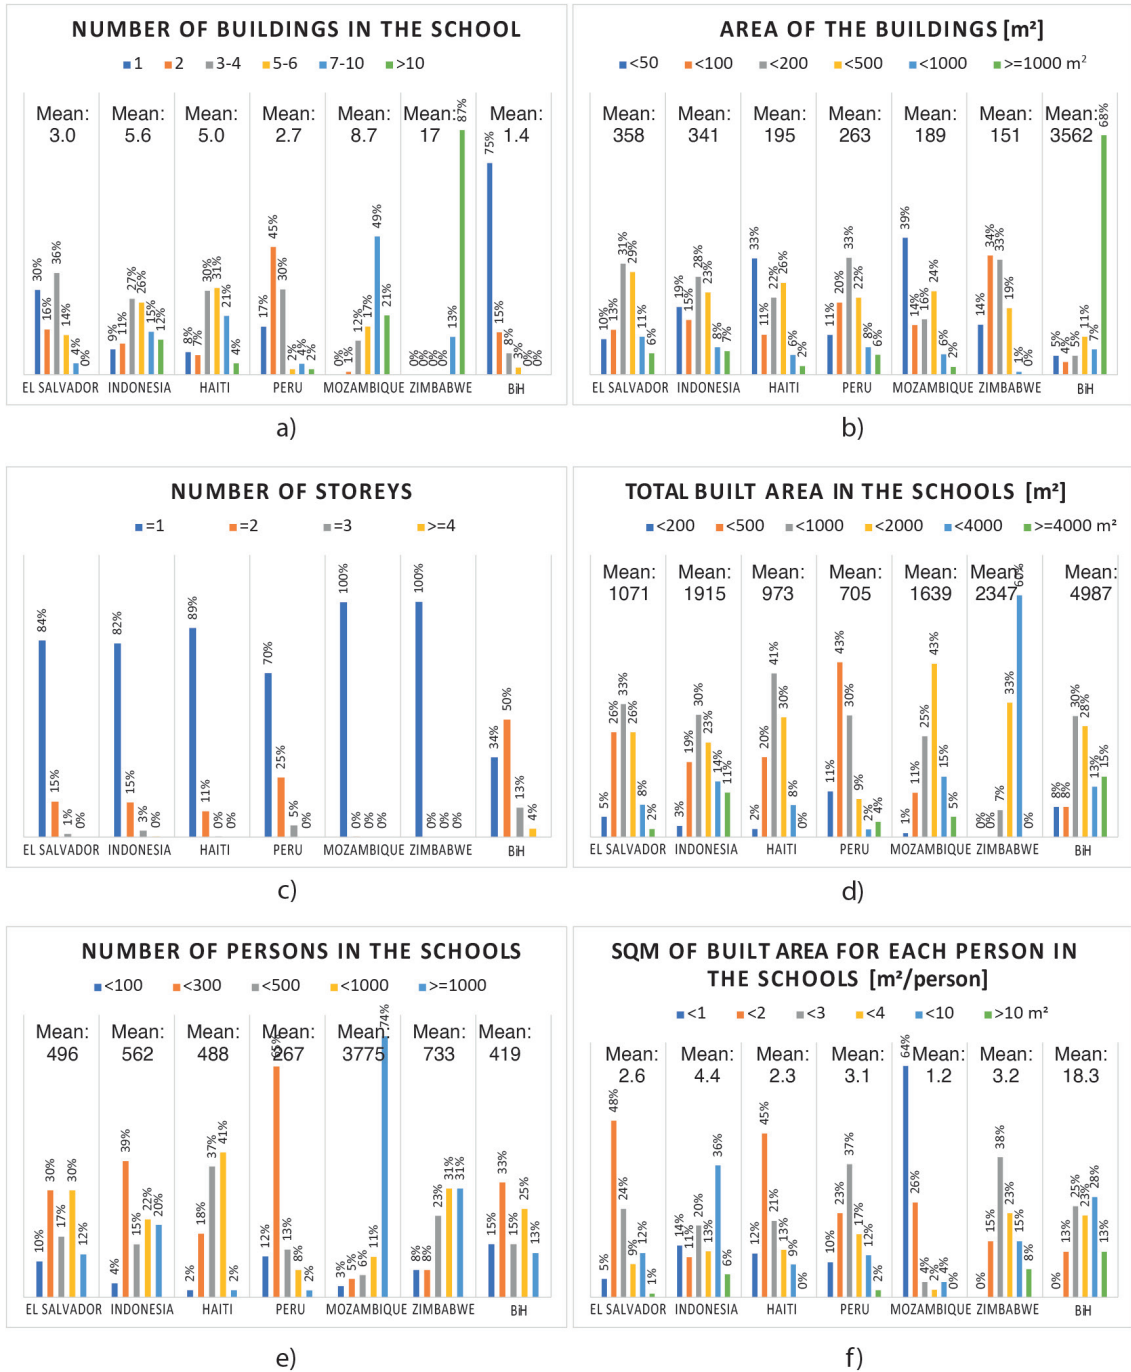 NUMBER OF BUILDINGS IN THE SCHOOL
1 2 3-4 5-6 7-10 >10
Mean: Mean: Mean: Mean: Mean: Mean: Mean:
3.0 5.6 5.0 2.7 8.7 17 1.4
30% 16% 36% 14% 4% 0%
9% 11% 27% 26% 15% 12%
8% 7% 30% 31% 21% 4%
17% 45% 30% 2% 4% 2%
0% 1% 12% 17% 49% 21%
0% 0% 0% 0% 13% 87%
75% 15% 8% 3% 0% 0%
EL SALVADOR INDONESIA HAITI PERU MOZAMBIQUE ZIMBABWE BiH
a)
AREA OF THE BUILDINGS [m²]
<50 <100 <200 <500 <1000 >=1000 m²
Mean: Mean: Mean: Mean: Mean: Mean: Mean:
358 341 195 263 189 151 3562
10% 13% 31% 29% 11% 6%
19% 15% 28% 23% 8% 7%
33% 11% 22% 26% 6% 2%
11% 20% 33% 22% 8% 6%
39% 14% 16% 24% 6% 2%
14% 34% 33% 19% 1% 0%
5% 4% 5% 11% 7% 68%
EL SALVADOR INDONESIA HAITI PERU MOZAMBIQUE ZIMBABWE BiH
b)
NUMBER OF STOREYS
=1 =2 =3 >=4
84% 15% 1% 0%
82% 15% 3% 0%
89% 11% 0% 0%
70% 25% 5% 0%
100% 0% 0% 0%
100% 0% 0% 0%
34% 50% 13% 4%
EL SALVADOR INDONESIA HAITI PERU MOZAMBIQUE ZIMBABWE BiH
c)
TOTAL BUILT AREA IN THE SCHOOLS [m²]
<200 <500 <1000 <2000 <4000 >=4000 m²
Mean: Mean: Mean: Mean: Mean: Mean: Mean:
1071 1915 973 705 1639 2347 4987
5% 26% 33% 26% 8% 2%
3% 19% 30% 23% 14% 11%
2% 20% 41% 30% 8% 0%
11% 43% 30% 9% 2% 4%
1% 11% 25% 43% 15% 5%
0% 0% 7% 33% 60% 0%
8% 8% 30% 28% 13% 15%
EL SALVADOR INDONESIA HAITI PERU MOZAMBIQUE ZIMBABWE BiH
d)
NUMBER OF PERSONS IN THE SCHOOLS
<100 <300 <500 <1000 >=1000
Mean: Mean: Mean: Mean: Mean: Mean: Mean:
496 562 488 267 3775 733 419
10% 30% 17% 30% 12%
4% 39% 15% 22% 20%
2% 18% 37% 41% 2%
12% 65% 13% 8% 2%
3% 5% 6% 11% 74%
8% 8% 23% 31% 31%
15% 33% 15% 25% 13%
EL SALVADOR INDONESIA HAITI PERU MOZAMBIQUE ZIMBABWE BiH
e)
SQM OF BUILT AREA FOR EACH PERSON IN
THE SCHOOLS [m²/person]
<1 <2 <3 <4 <10 >10 m²
Mean: Mean: Mean: Mean: Mean: Mean: Mean:
2.6 4.4 2.3 3.1 1.2 3.2 18.3
5% 48% 24% 9% 12% 1%
14% 11% 20% 13% 36% 6%
12% 45% 21% 13% 9% 0%
10% 23% 37% 17% 12% 2%
64% 26% 4% 2% 4% 0%
0% 15% 38% 23% 15% 8%
0% 13% 25% 23% 28% 13%
EL SALVADOR INDONESIA HAITI PERU MOZAMBIQUE ZIMBABWE BiH
f)